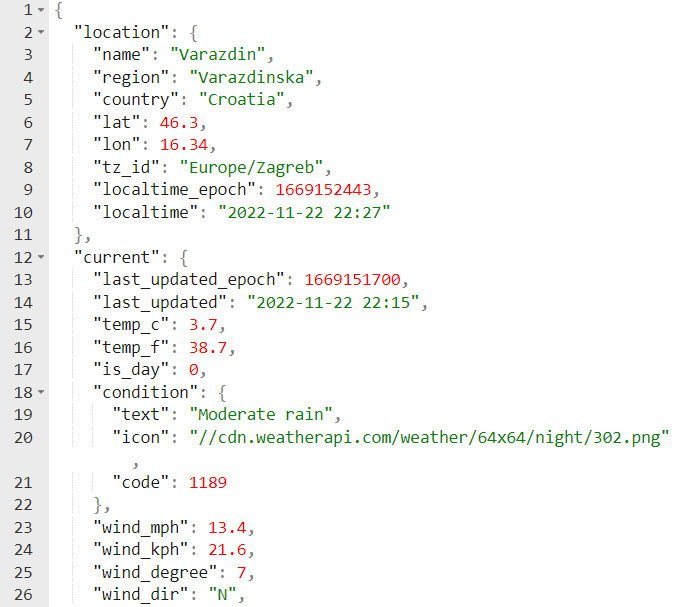 1 {
2 "location": {
3 "name": "Varazdin",
4 "region": "Varazdinska",
5 "country": "Croatia",
6 "lat": 46.3,
7 "lon": 16.34,
8 "tz_id": "Europe/Zagreb",
9 "localtime_epoch": 1669152443,
10 "localtime": "2022-11-22 22:27"
11 },
12 "current": {
13 "last_updated_epoch": 1669151700,
14 "last_updated": "2022-11-22 22:15",
15 "temp_c": 3.7,
16 "temp_f": 38.7,
17 "is_day": 0,
18 "condition": {
19 "text": "Moderate rain",
20 "icon": "//cdn.weatherapi.com/weather/64x64/night/302.png"
,
21 "code": 1189
22 },
23 "wind_mph": 13.4,
24 "wind_kph": 21.6,
25 "wind_degree": 7,
26 "wind_dir": "N",